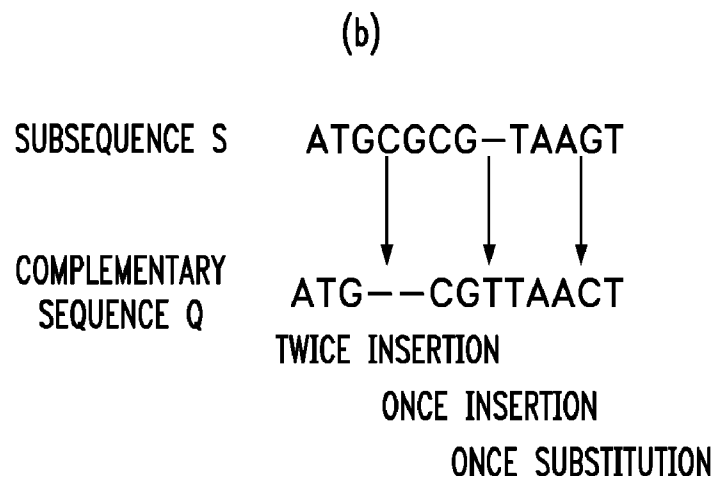 (b)
SUBSEQUENCE S ATGCGCG–TAAGT
COMPLEMENTARY
SEQUENCE Q ATG––CGTTAACT
TWICE INSERTION
ONCE INSERTION
ONCE SUBSTITUTION